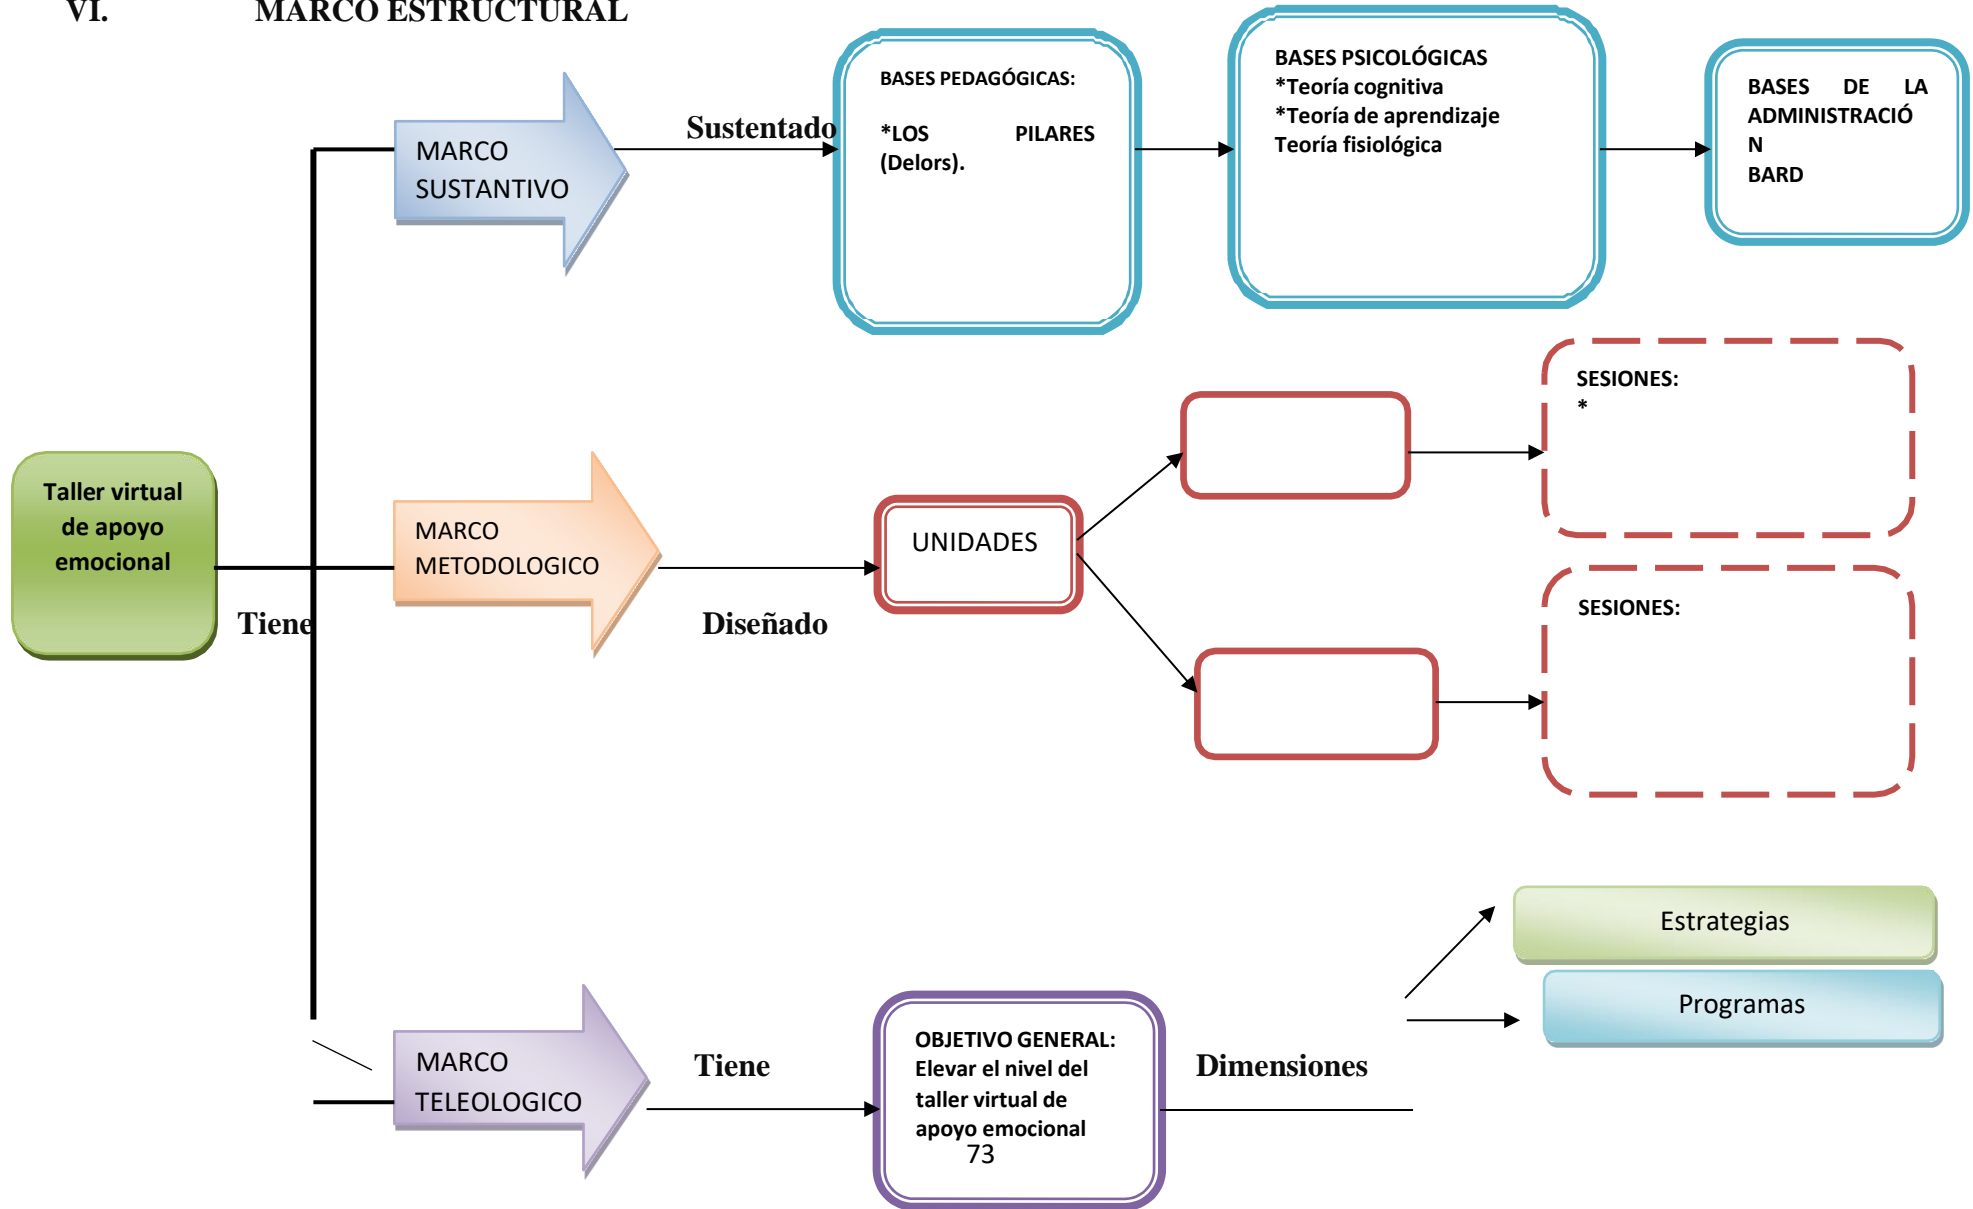 VI. MARCO ESTRUCTURAL
BASES PEDAGÓGICAS:
*LOS PILARES
(Delors).
BASES PSICOLÓGICAS
*Teoría cognitiva
*Teoría de aprendizaje
Teoría fisiológica
BASES DE LA
ADMINISTRACIÓ
N
BARD
MARCO
SUSTANTIVO
Sustentado
SESIONES:
*
Taller virtual
de apoyo
emocional
Tiene
MARCO
METODOLOGICO
Diseñado
UNIDADES
SESIONES:
Estrategias
Programas
MARCO
TELEOLOGICO
Tiene
OBJETIVO GENERAL:
Elevar el nivel del
taller virtual de
apoyo emocional
Dimensiones
73